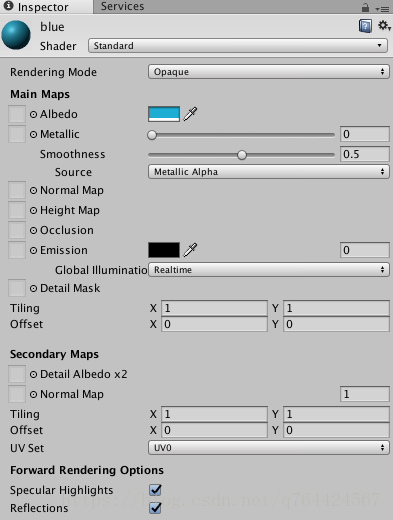 Inspector
Services
blue
Shader Standard
Rendering Mode Opaque
Main Maps
Albedo
Metallic 0
Smoothness 0.5
Source Metallic Alpha
Normal Map
Height Map
Occlusion
Emission 0
Global Illuminatio Realtime
Detail Mask
Tiling X 1 Y 1
Offset X 0 Y 0
Secondary Maps
Detail Albedo x2
Normal Map 1
Tiling X 1 Y 1
Offset X 0 Y 0
UV Set UV0
Forward Rendering Options
Specular Highlights
Reflections